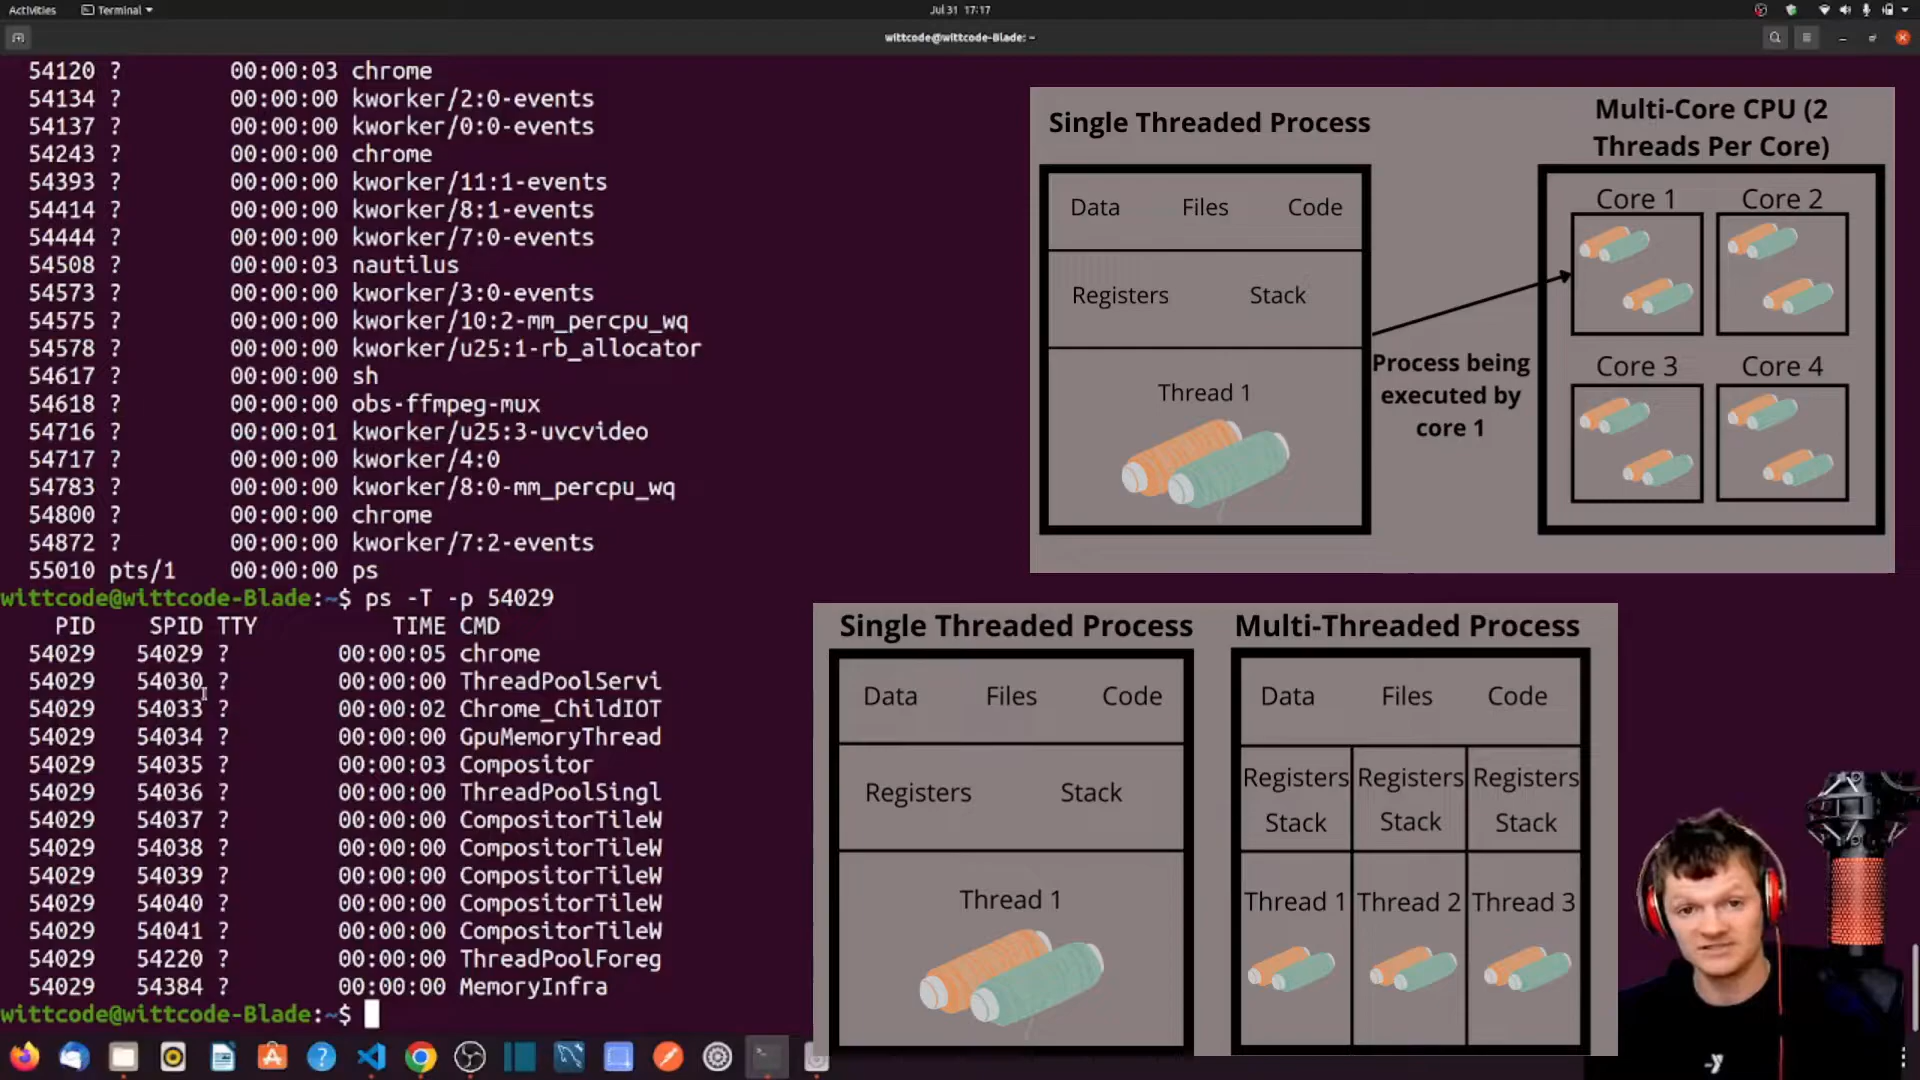 Activities
Terminal
Jul 31 17:17
wittcode@wittcode-Blade: ~
54120 ? 00:00:03 chrome
54134 ? 00:00:00 kworker/2:0-events
54137 ? 00:00:00 kworker/0:0-events
54243 ? 00:00:00 chrome
54393 ? 00:00:00 kworker/11:1-events
54414 ? 00:00:00 kworker/8:1-events
54444 ? 00:00:00 kworker/7:0-events
54508 ? 00:00:03 nautilus
54573 ? 00:00:00 kworker/3:0-events
54575 ? 00:00:00 kworker/10:2-mm_percpu_wq
54578 ? 00:00:00 kworker/u25:1-rb_allocator
54617 ? 00:00:00 sh
54618 ? 00:00:00 obs-ffmpeg-mux
54716 ? 00:00:01 kworker/u25:3-uvcvideo
54717 ? 00:00:00 kworker/4:0
54783 ? 00:00:00 kworker/8:0-mm_percpu_wq
54800 ? 00:00:00 chrome
54872 ? 00:00:00 kworker/7:2-events
55010 pts/1 00:00:00 ps
wittcode@wittcode-Blade:~$ ps -T -p 54029
PID SPID TTY TIME CMD
54029 54029 ? 00:00:05 chrome
54029 54030 ? 00:00:00 ThreadPoolServi
54029 54033 ? 00:00:02 Chrome_ChildIOT
54029 54034 ? 00:00:00 GpuMemoryThread
54029 54035 ? 00:00:03 Compositor
54029 54036 ? 00:00:00 ThreadPoolSingl
54029 54037 ? 00:00:00 CompositorTileW
54029 54038 ? 00:00:00 CompositorTileW
54029 54039 ? 00:00:00 CompositorTileW
54029 54040 ? 00:00:00 CompositorTileW
54029 54041 ? 00:00:00 CompositorTileW
54029 54220 ? 00:00:00 ThreadPoolForeg
54029 54384 ? 00:00:00 MemoryInfra
wittcode@wittcode-Blade:~$
Single Threaded Process
Data Files Code
Registers Stack
Thread 1
Process being
executed by
core 1
Multi-Core CPU (2
Threads Per Core)
Core 1 Core 2
Core 3 Core 4
Single Threaded Process
Data Files Code
Registers Stack
Thread 1
Multi-Threaded Process
Data Files Code
Registers Registers Registers
Stack Stack Stack
Thread 1 Thread 2 Thread 3